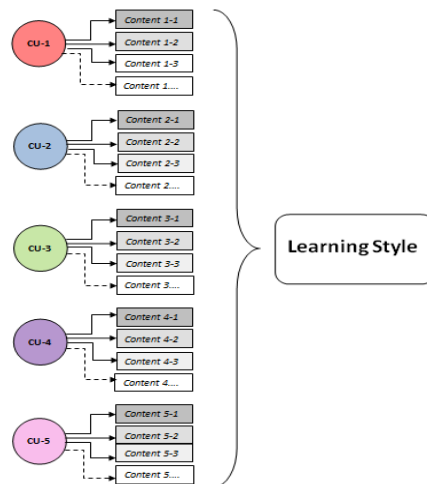 CU-1
Content 1-1
Content 1-2
Content 1-3
Content 1....
CU-2
Content 2-1
Content 2-2
Content 2-3
Content 2....
CU-3
Content 3-1
Content 3-2
Content 3-3
Content 3....
CU-4
Content 4-1
Content 4-2
Content 4-3
Content 4....
CU-5
Content 5-1
Content 5-2
Content 5-3
Content 5....
Learning Style